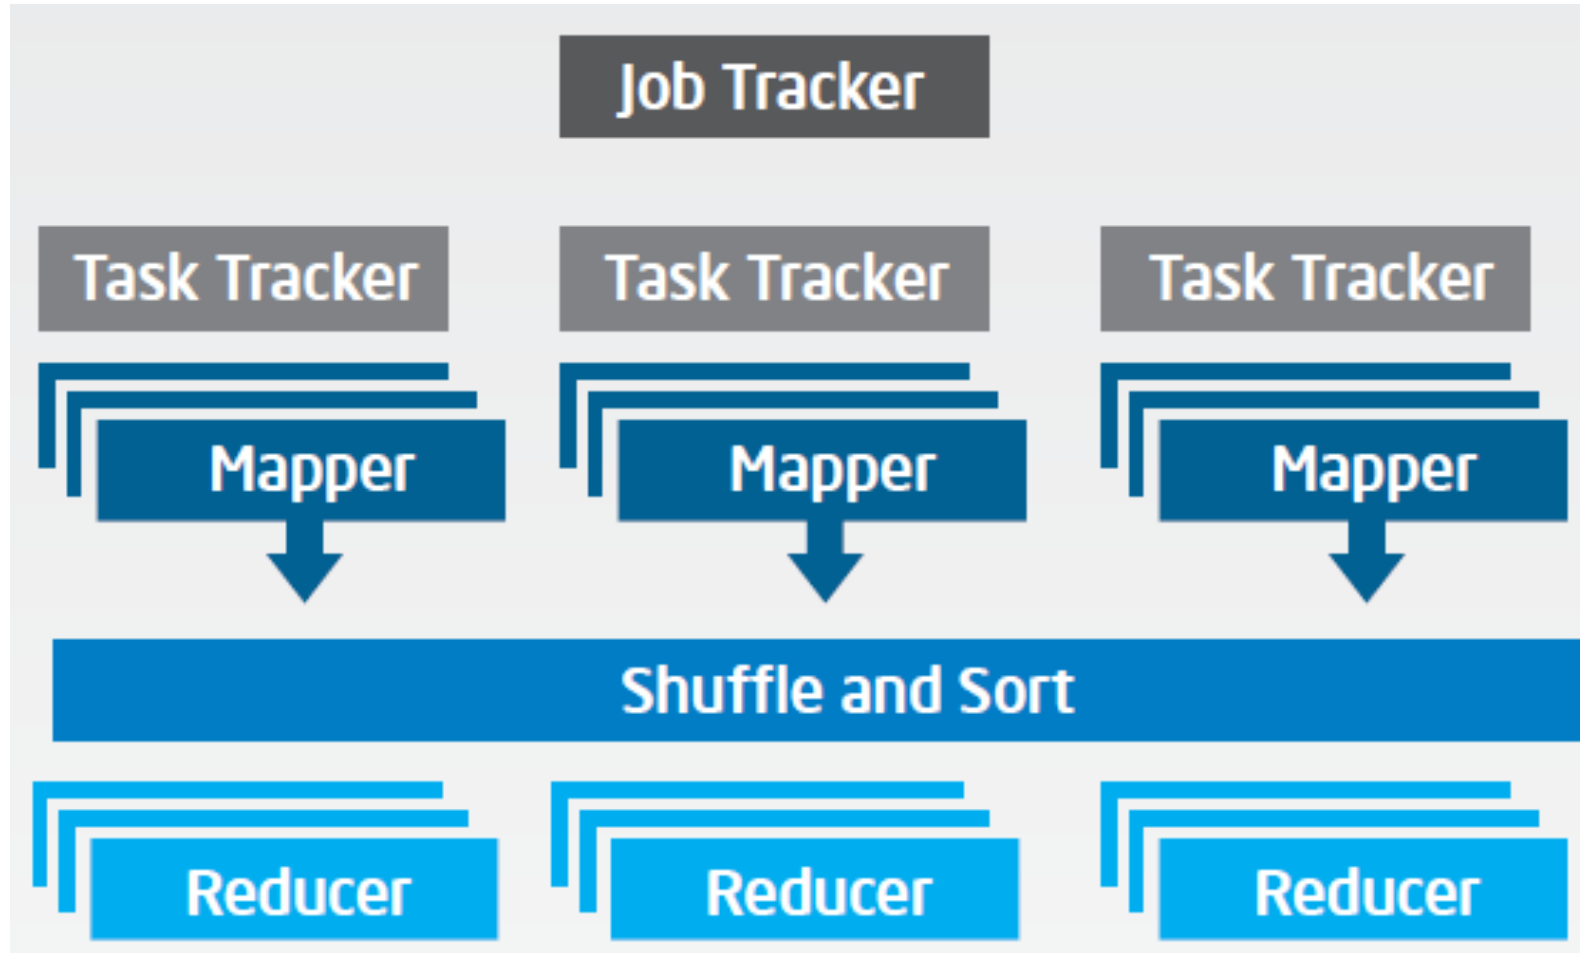 Job Tracker
Task Tracker Task Tracker Task Tracker
Mapper Mapper Mapper
Shuffle and Sort
Reducer Reducer Reducer